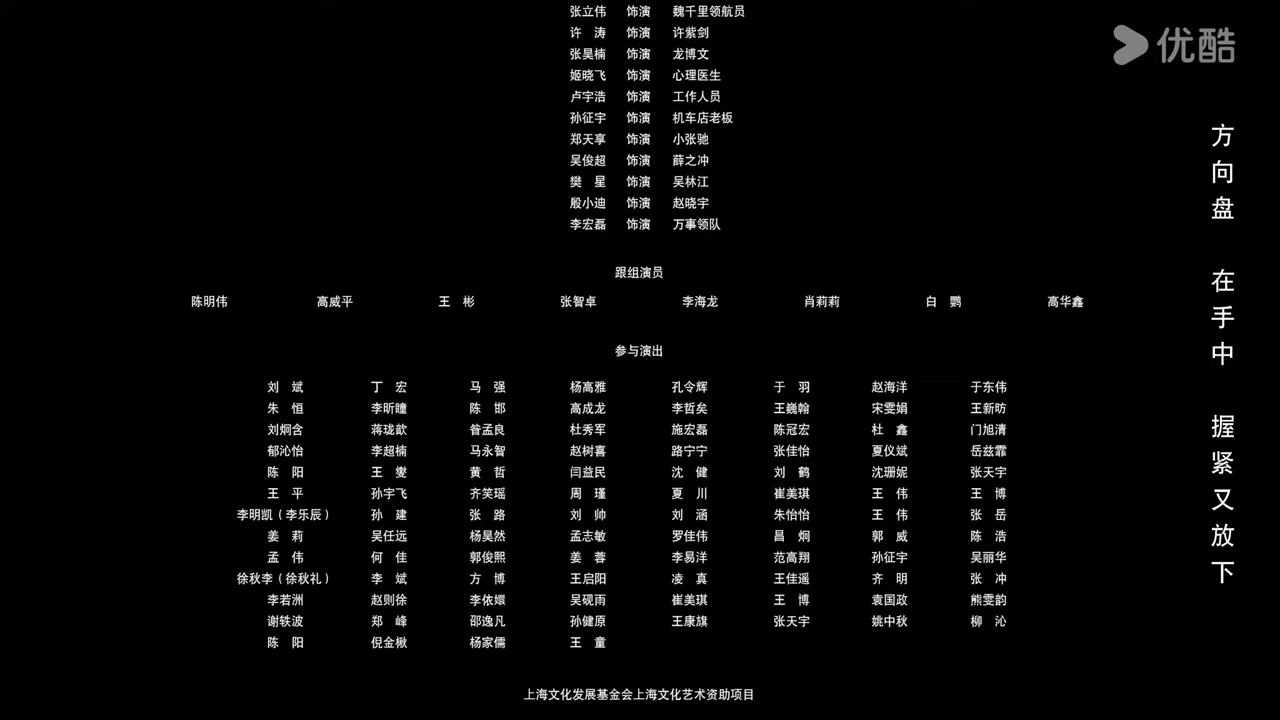 张立伟 饰演 魏千里领航员
许 涛 饰演 许紫剑
张昊楠 饰演 龙博文
姬晓飞 饰演 心理医生
卢宇浩 饰演 工作人员
孙征宇 饰演 机车店老板
郑天享 饰演 小张驰
吴俊超 饰演 薛之冲
樊 星 饰演 吴林江
殷小迪 饰演 赵晓宇
李宏磊 饰演 万事领队
跟组演员
陈明伟 高威平 王 彬 张智卓 李海龙 肖莉莉 白 鹦 高华鑫
参与演出
刘 斌 丁 宏 马 强 杨高雅 孔令辉 于 羽 赵海洋 于东伟
朱 恒 李昕曈 陈 邯 高成龙 李哲矣 王巍翰 宋雯娟 王新昉
刘炯含 蒋珑歆 昝孟良 杜秀军 施宏磊 陈冠宏 杜 鑫 门旭清
郁沁怡 李超楠 马永智 赵树喜 路宁宁 张佳怡 夏仪斌 岳兹霏
陈 阳 王 燮 黄 哲 闫益民 沈 健 刘 鹤 沈珊妮 张天宇
王 平 孙宇飞 齐笑瑶 周 瑾 夏 川 崔美琪 王 伟 王 博
李明凯（李乐辰） 孙 建 张 路 刘 帅 刘 涵 朱怡怡 王 伟 张 岳
姜 莉 吴任远 杨昊然 孟志敏 罗佳伟 昌 炯 郭 威 陈 浩
孟 伟 何 佳 郭俊熙 姜 蓉 李易洋 范高翔 孙征宇 吴丽华
徐秋李（徐秋礼） 李 斌 方 博 王启阳 凌 真 王佳遥 齐 明 张 冲
李若洲 赵则徐 李依嬛 吴砚雨 崔美琪 王 博 袁国政 熊雯韵
谢轶波 郑 峰 邵逸凡 孙健原 王康旗 张天宇 姚中秋 柳 沁
陈 阳 倪金楸 杨家儒 王 童
上海文化发展基金会上海文化艺术资助项目
优酷
方向盘 在手中 握紧又放下